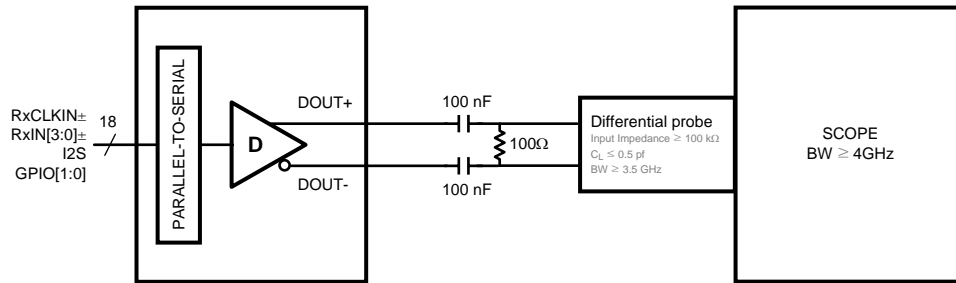 RxCLKIN±
RxIN[3:0]±
I2S
GPIO[1:0]
18
PARALLEL-TO-SERIAL
D
DOUT+
DOUT-
100 nF
100Ω
100 nF
Differential probe
Input Impedance ≥ 100 kΩ
CL ≤ 0.5 pf
BW ≥ 3.5 GHz
SCOPE
BW ≥ 4GHz